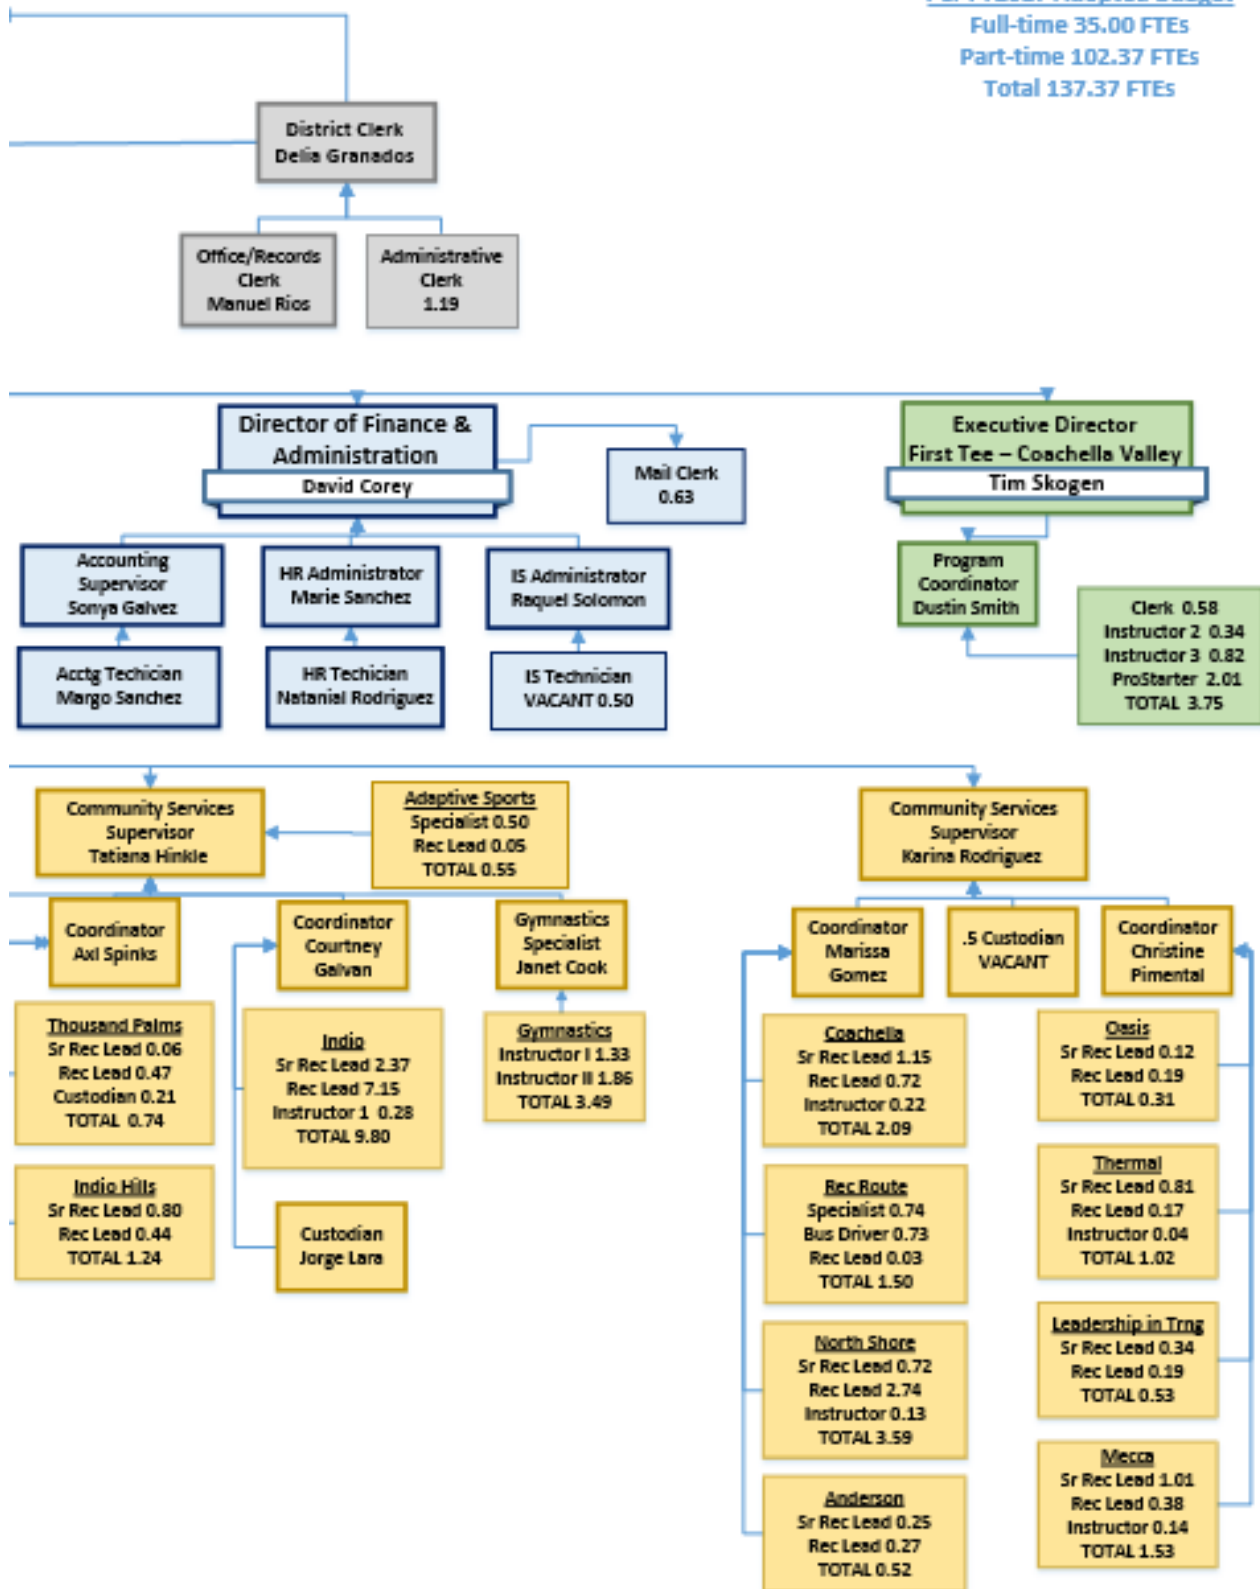 Full-time 35.00 FTEs
Part-time 102.37 FTEs
Total 137.37 FTEs
District Clerk
Delia Granados
Office/Records
Clerk
Manuel Rios
Administrative
Clerk
1.19
Director of Finance &
Administration
David Corey
Mail Clerk
0.63
Executive Director
First Tee – Coachella Valley
Tim Skogen
Accounting
Supervisor
Sonya Galvez
HR Administrator
Marie Sanchez
IS Administrator
Raquel Solomon
Program
Coordinator
Dustin Smith
Clerk 0.58
Instructor 2 0.34
Instructor 3 0.82
ProStarter 2.01
TOTAL 3.75
Acctg Techician
Margo Sanchez
HR Techician
Natanial Rodriguez
IS Technician
VACANT 0.50
Community Services
Supervisor
Tatiana Hinkle
Adaptive Sports
Specialist 0.50
Rec Lead 0.05
TOTAL 0.55
Community Services
Supervisor
Karina Rodriguez
Coordinator
Axl Spinks
Coordinator
Courtney
Galvan
Gymnastics
Specialist
Janet Cook
Coordinator
Marissa
Gomez
.5 Custodian
VACANT
Coordinator
Christine
Pimental
Thousand Palms
Sr Rec Lead 0.06
Rec Lead 0.47
Custodian 0.21
TOTAL 0.74
Indio
Sr Rec Lead 2.37
Rec Lead 7.15
Instructor 1 0.28
TOTAL 9.80
Gymnastics
Instructor I 1.33
Instructor II 1.86
TOTAL 3.49
Coachella
Sr Rec Lead 1.15
Rec Lead 0.72
Instructor 0.22
TOTAL 2.09
Oasis
Sr Rec Lead 0.12
Rec Lead 0.19
TOTAL 0.31
Indio Hills
Sr Rec Lead 0.80
Rec Lead 0.44
TOTAL 1.24
Custodian
Jorge Lara
Rec Route
Specialist 0.74
Bus Driver 0.73
Rec Lead 0.03
TOTAL 1.50
Thermal
Sr Rec Lead 0.81
Rec Lead 0.17
Instructor 0.04
TOTAL 1.02
North Shore
Sr Rec Lead 0.72
Rec Lead 2.74
Instructor 0.13
TOTAL 3.59
Leadership in Trng
Sr Rec Lead 0.34
Rec Lead 0.19
TOTAL 0.53
Anderson
Sr Rec Lead 0.25
Rec Lead 0.27
TOTAL 0.52
Mecca
Sr Rec Lead 1.01
Rec Lead 0.38
Instructor 0.14
TOTAL 1.53